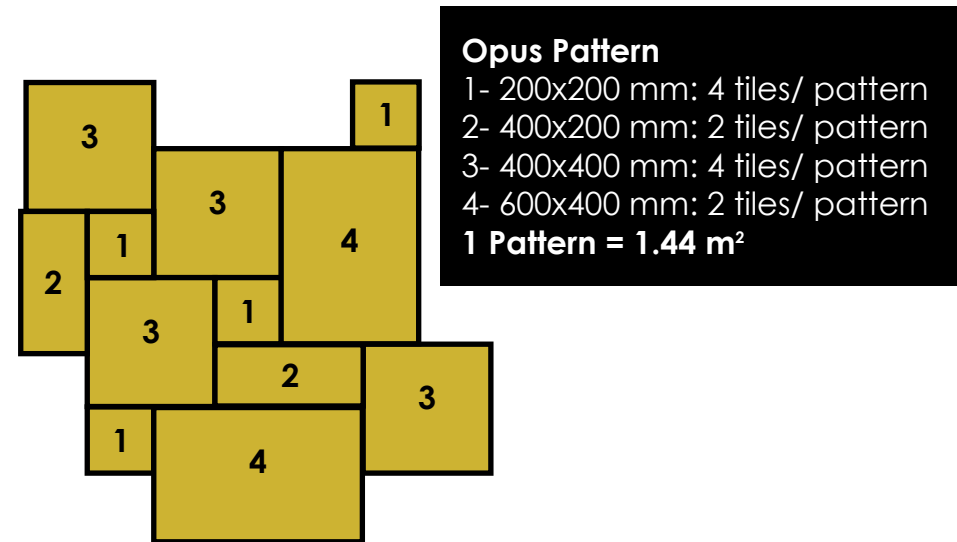 Opus Pattern
1- 200x200 mm: 4 tiles/ pattern
2- 400x200 mm: 2 tiles/ pattern
3- 400x400 mm: 4 tiles/ pattern
4- 600x400 mm: 2 tiles/ pattern
1 Pattern = 1.44 m²
3
1
3
4
1
2
1
3
2
3
1
4